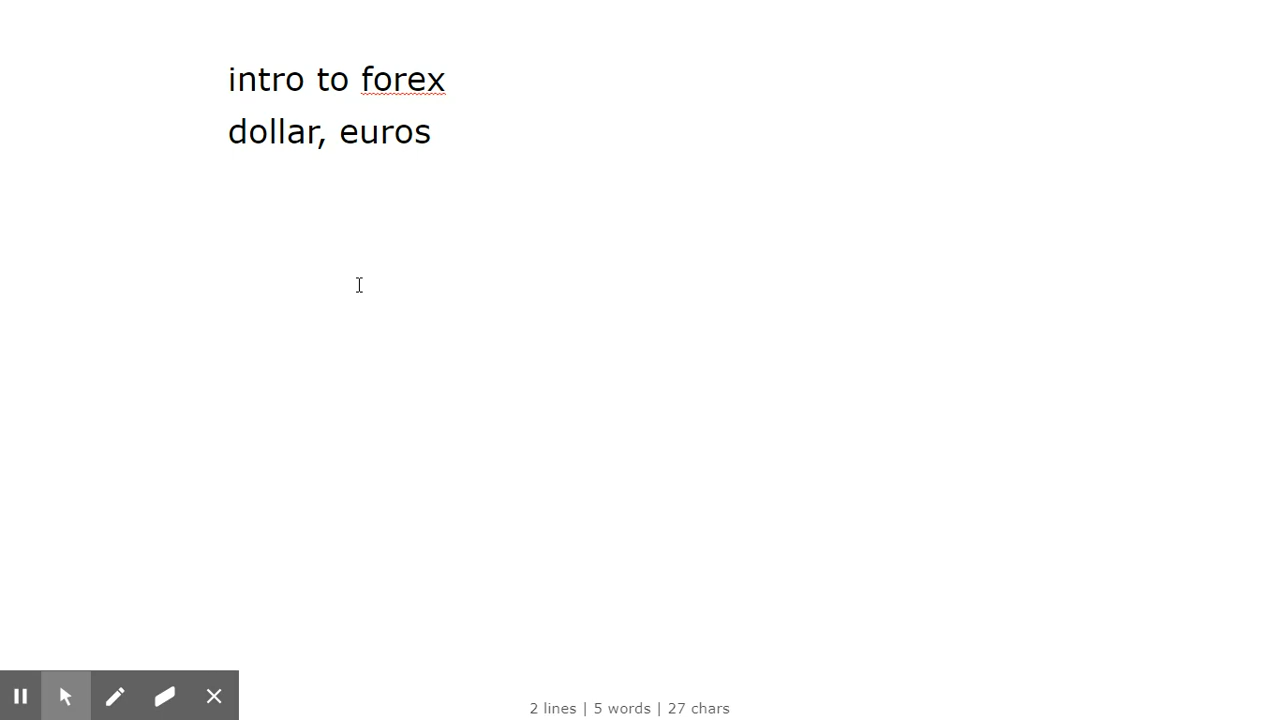 intro to forex
dollar, euros
2 lines | 5 words | 27 chars